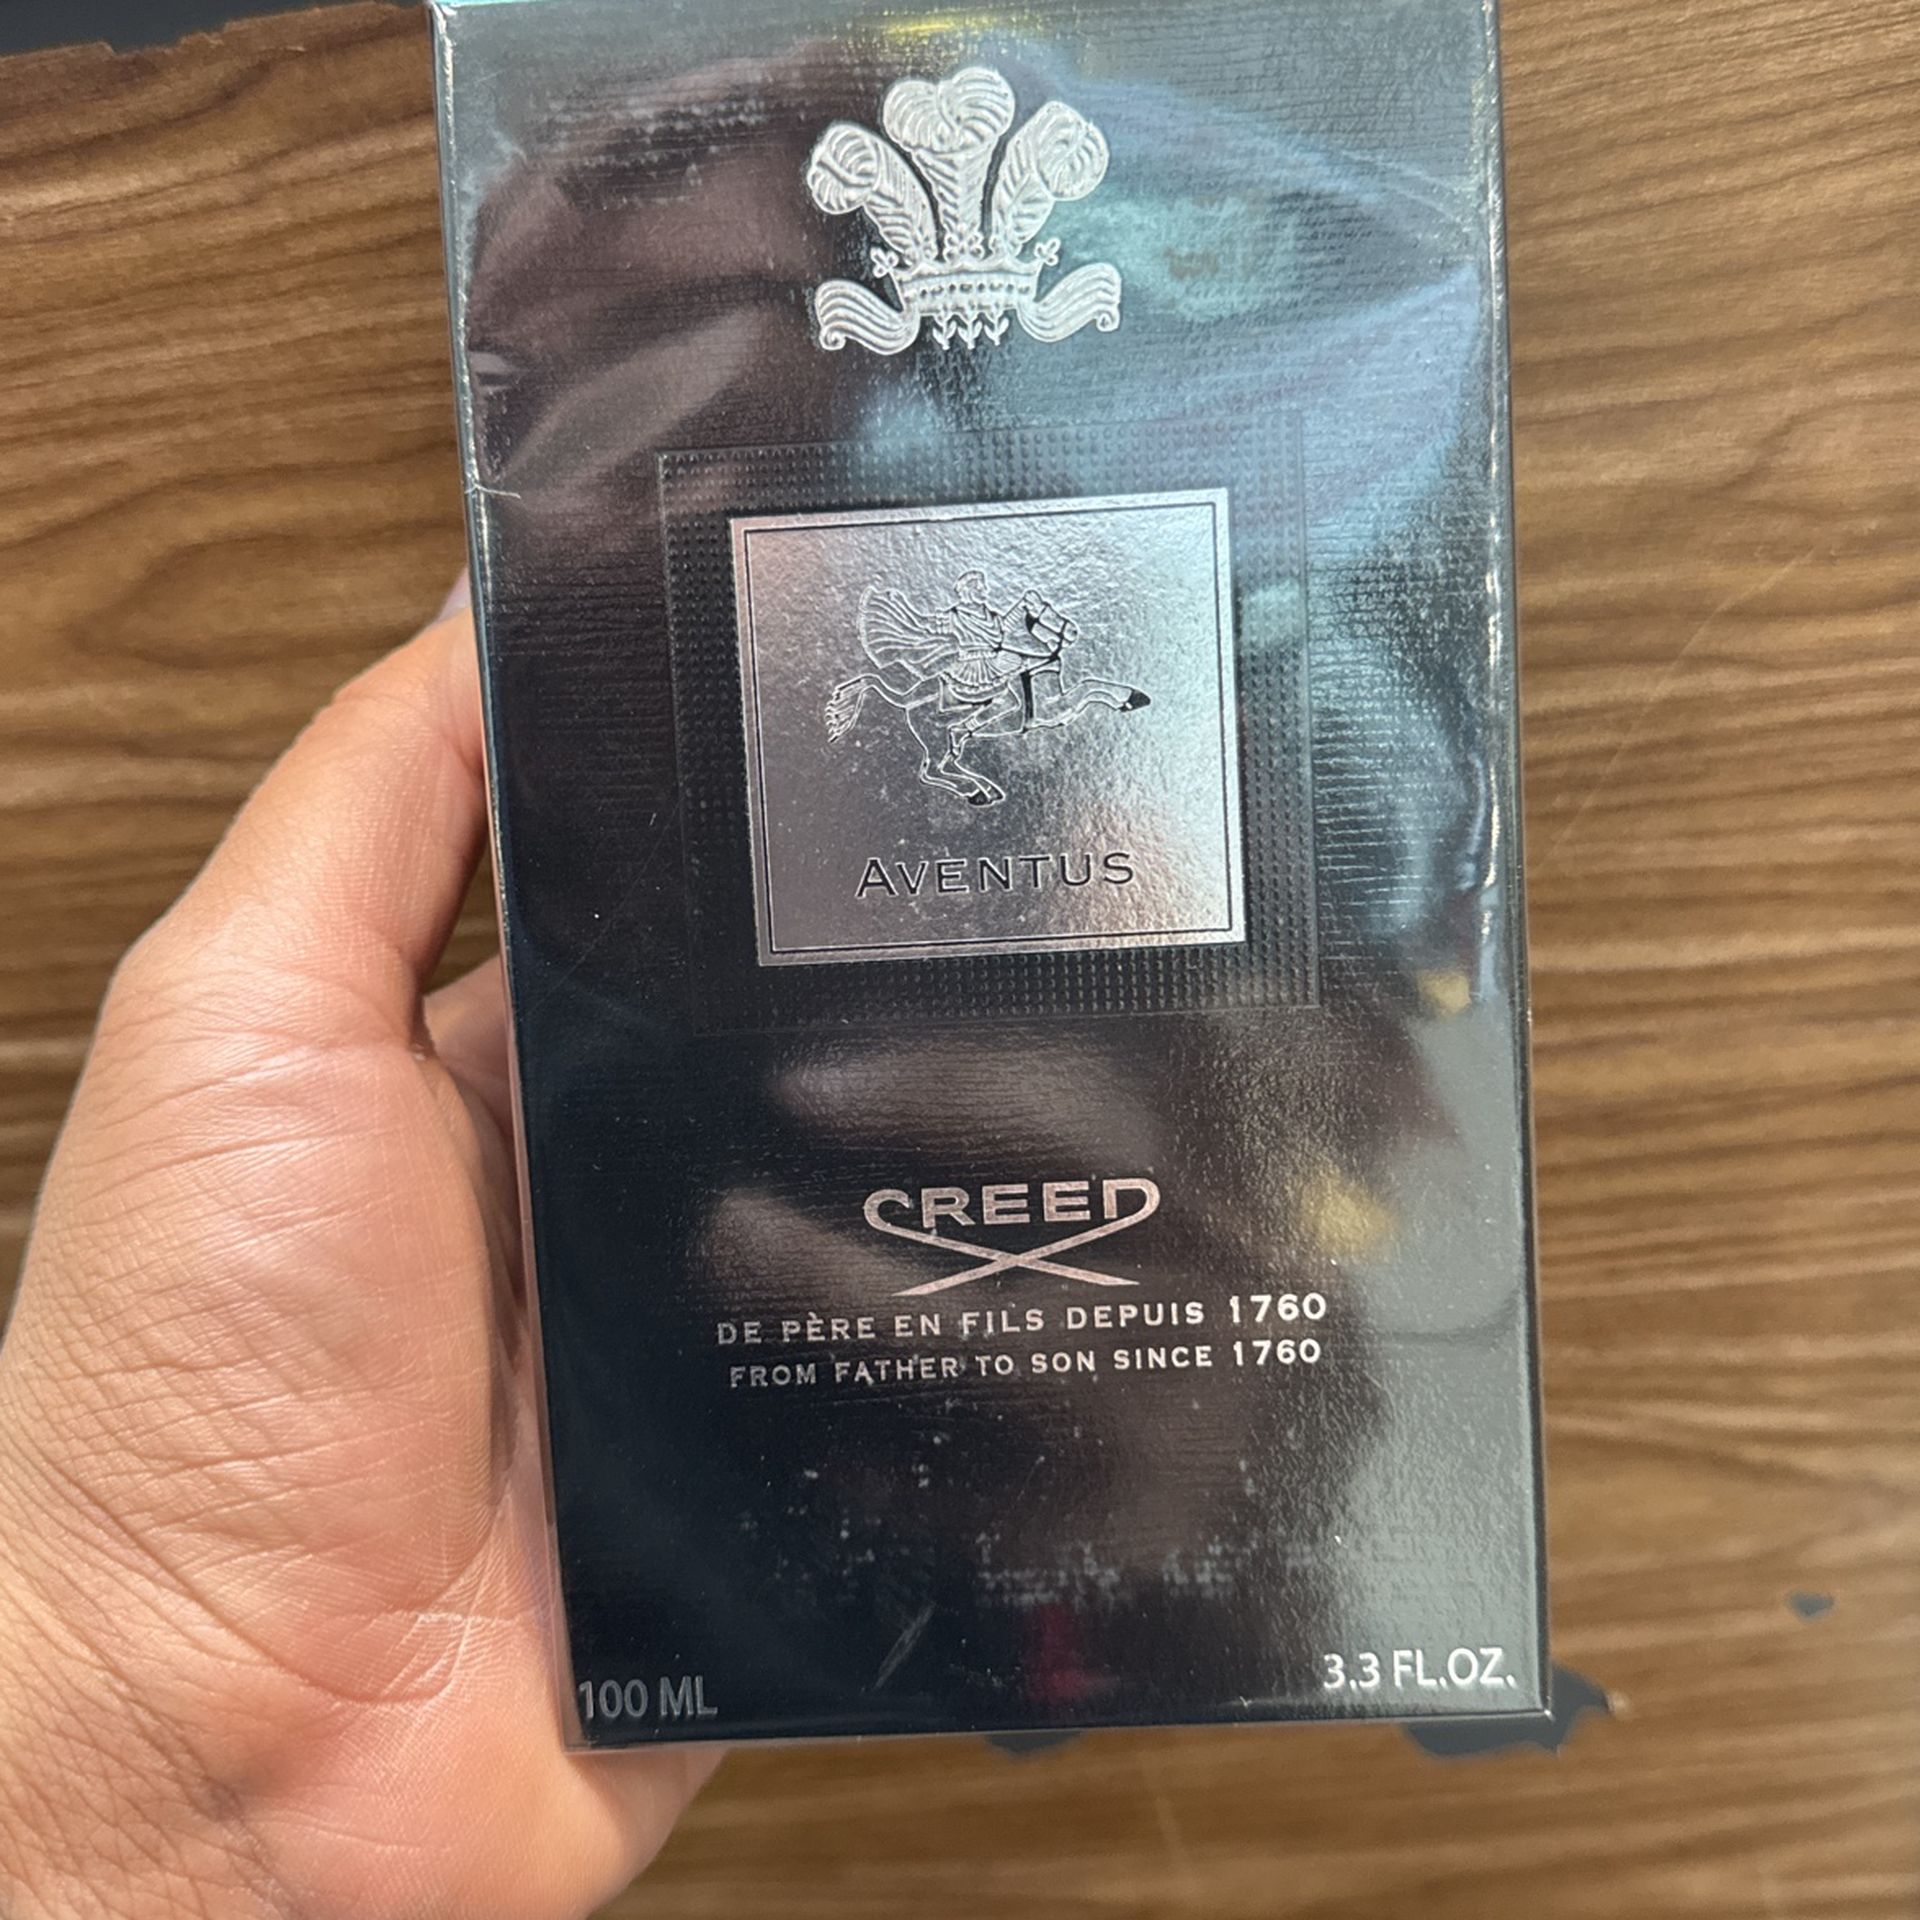 AVENTUS
CREED
DE PÈRE EN FILS DEPUIS 1760
FROM FATHER TO SON SINCE 1760
100 ML
3.3 FL.OZ.